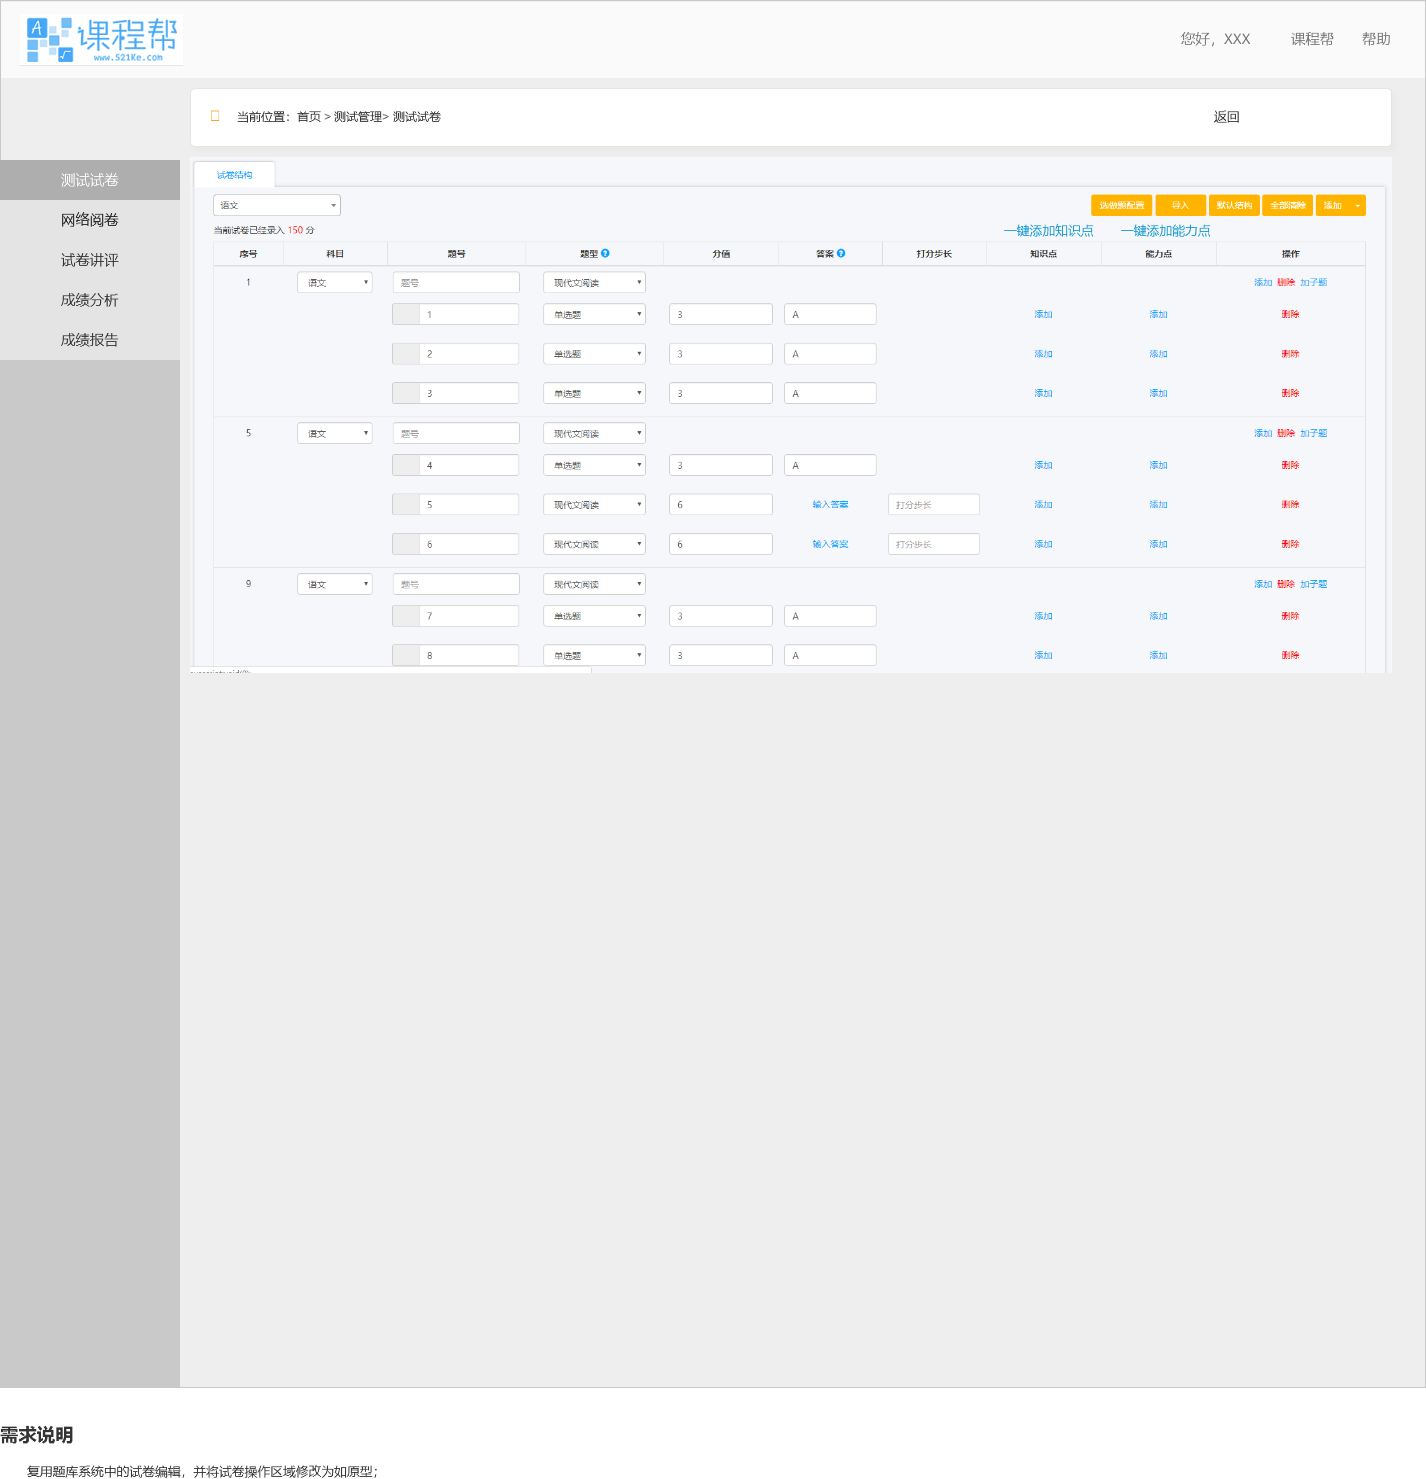 A 课程帮
www.521Ke.com
您好，XXX 课程帮 帮助
当前位置：首页 > 测试管理> 测试试卷 返回
测试试卷
网络阅卷
试卷讲评
成绩分析
成绩报告
试卷结构
语文 选做题配置 导入 默认结构 全部清除 添加
当前试卷已经录入 150 分 一键添加知识点 一键添加能力点
序号 科目 题号 题型 分值 答案 打分步长 知识点 能力点 操作
1 语文 题号 现代文阅读 添加 删除 加子题
1 单选题 3 A 添加 添加 删除
2 单选题 3 A 添加 添加 删除
3 单选题 3 A 添加 添加 删除
5 语文 题号 现代文阅读 添加 删除 加子题
4 单选题 3 A 添加 添加 删除
5 现代文阅读 6 输入答案 打分步长 添加 添加 删除
6 现代文阅读 6 输入答案 打分步长 添加 添加 删除
9 语文 题号 现代文阅读 添加 删除 加子题
7 单选题 3 A 添加 添加 删除
8 单选题 3 A 添加 添加 删除
需求说明
复用题库系统中的试卷编辑，并将试卷操作区域修改为如原型；